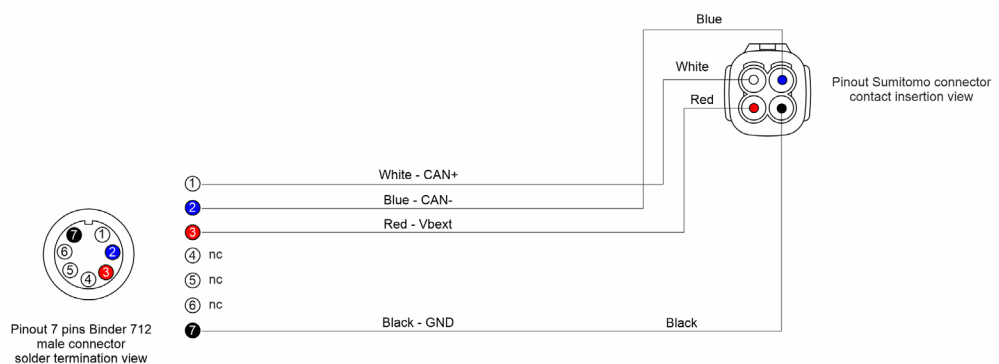 Blue
White
Red
Pinout Sumitomo connector
contact insertion view
1 White - CAN+
2 Blue - CAN-
3 Red - Vbext
4 nc
5 nc
6 nc
7 Black - GND Black
7 1
6 2
5 3
4
Pinout 7 pins Binder 712
male connector
solder termination view